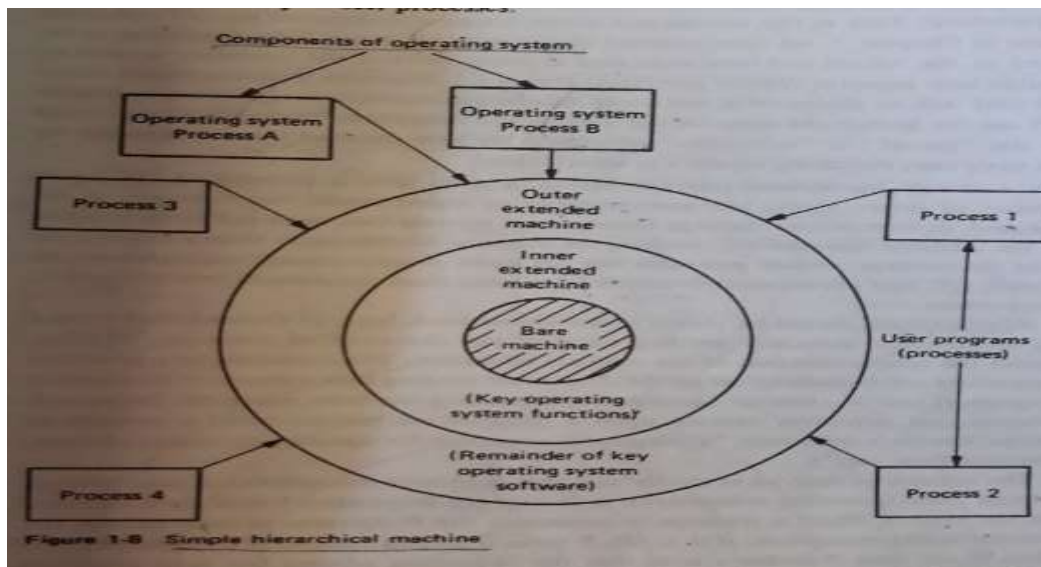 processes.
Components of operating system
Operating system
Process A
Operating system
Process B
Process 3
Outer
extended
machine
Process 1
Inner
extended
machine
Bare
machine
User programs
(processes)
(Key operating
system functions)
(Remainder of key
operating system
software)
Process 4
Process 2
Figure 1-8 Simple hierarchical machine